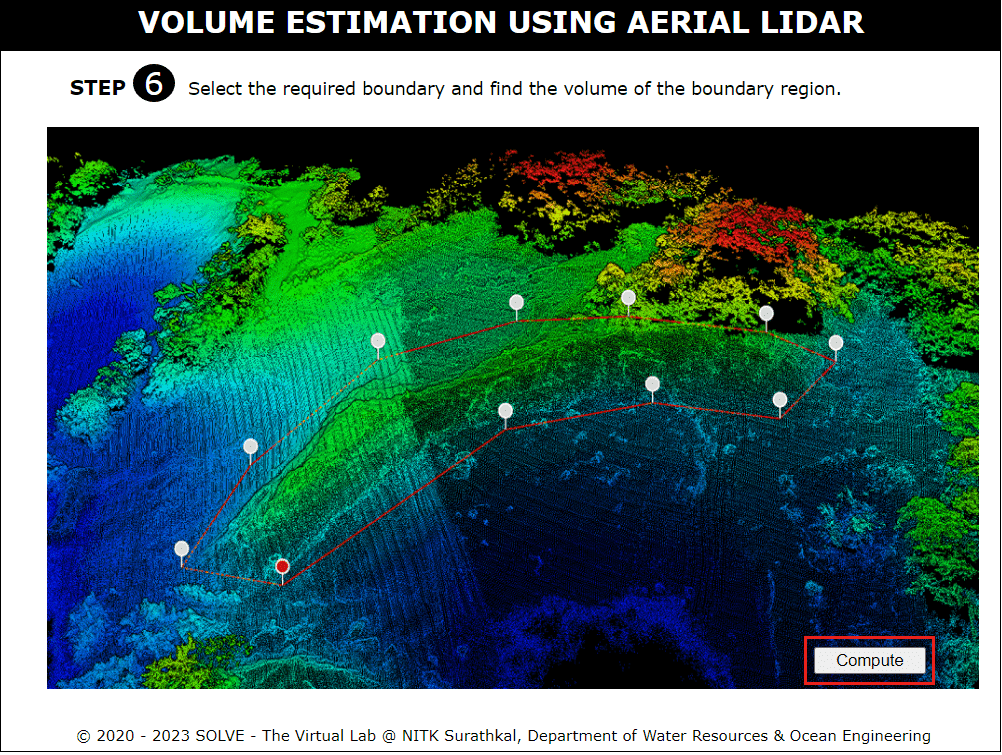 VOLUME ESTIMATION USING AERIAL LIDAR
STEP 6 Select the required boundary and find the volume of the boundary region.
Compute
© 2020 - 2023 SOLVE - The Virtual Lab @ NITK Surathkal, Department of Water Resources & Ocean Engineering